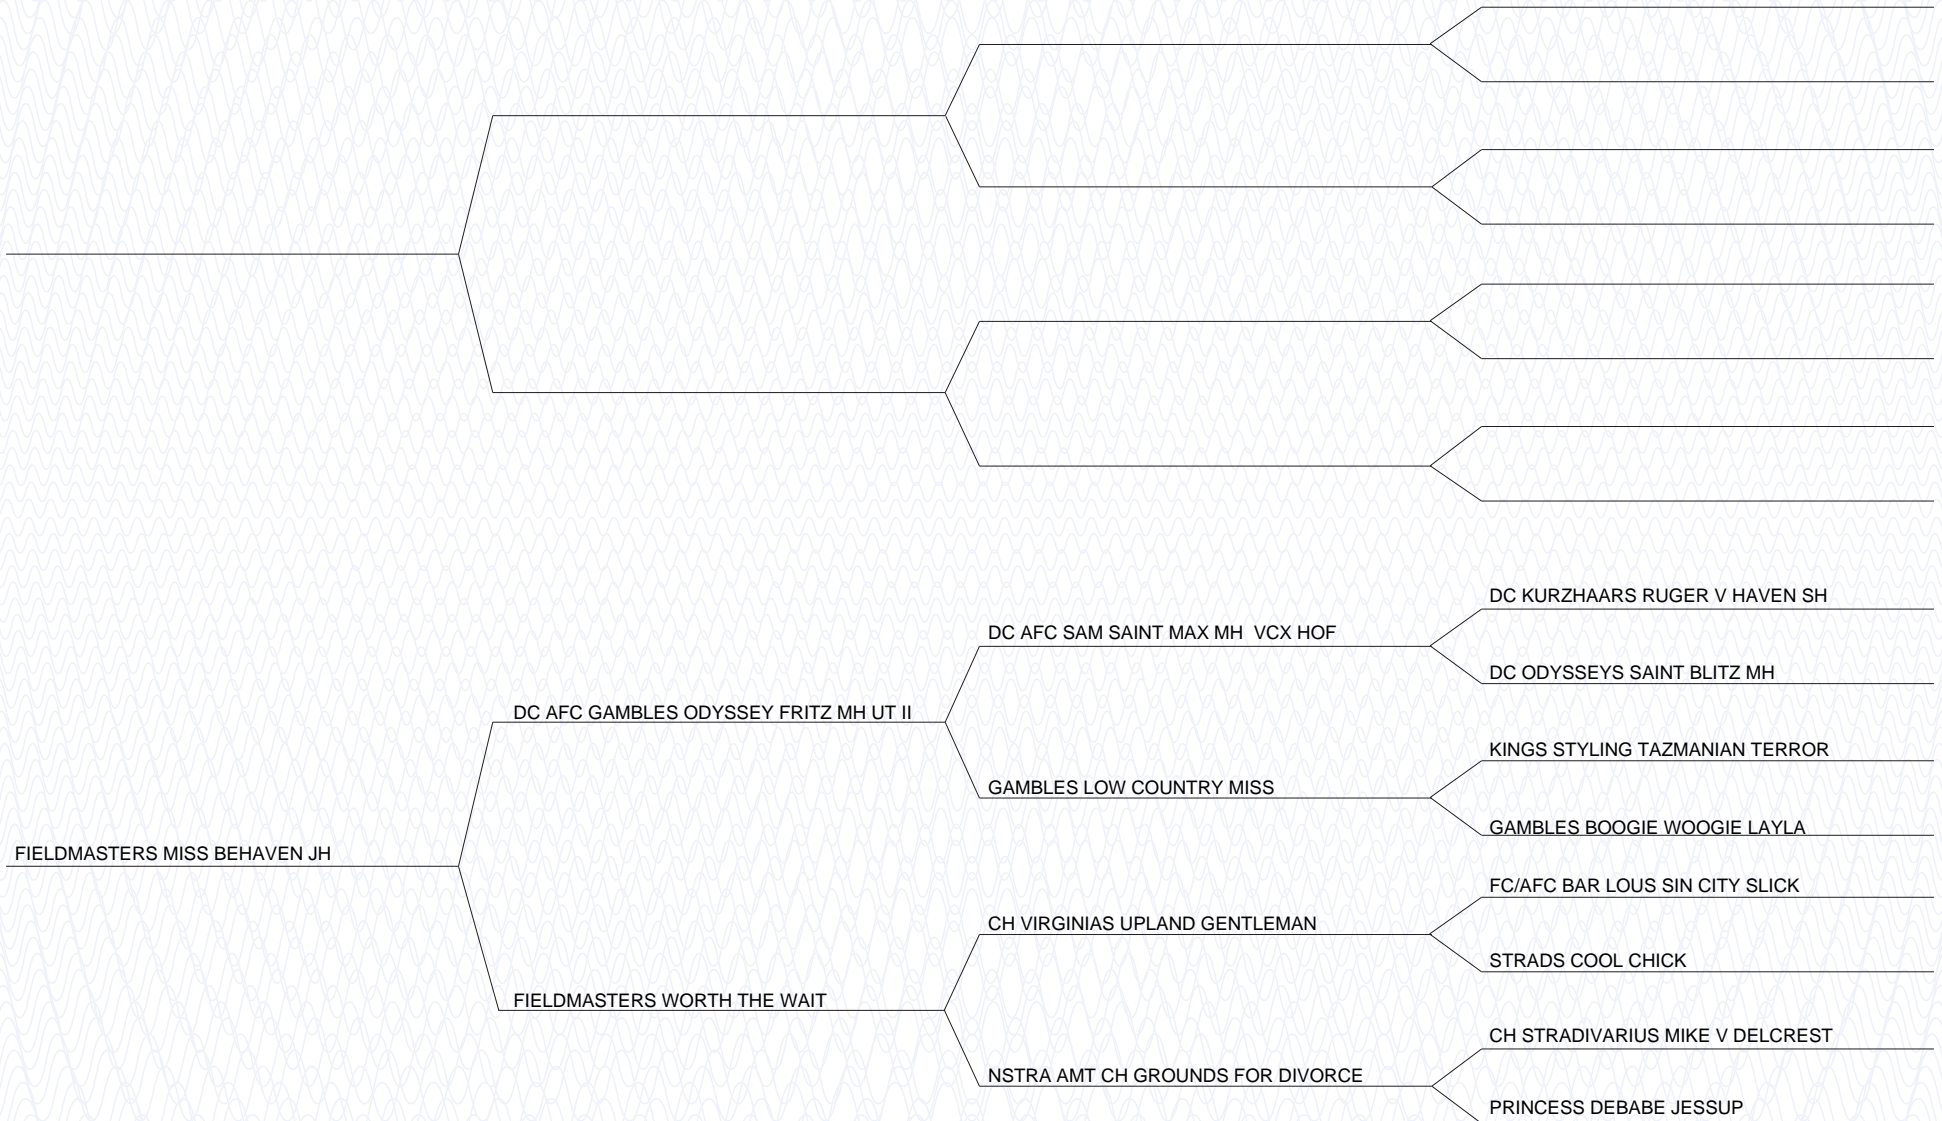 DC KURZHAARS RUGER V HAVEN SH
DC AFC SAM SAINT MAX MH  VCX HOF
DC ODYSSEYS SAINT BLITZ MH
DC AFC GAMBLES ODYSSEY FRITZ MH UT II
KINGS STYLING TAZMANIAN TERROR
GAMBLES LOW COUNTRY MISS
GAMBLES BOOGIE WOOGIE LAYLA
FIELDMASTERS MISS BEHAVEN JH
FC/AFC BAR LOUS SIN CITY SLICK
CH VIRGINIAS UPLAND GENTLEMAN
STRADS COOL CHICK
FIELDMASTERS WORTH THE WAIT
CH STRADIVARIUS MIKE V DELCREST
NSTRA AMT CH GROUNDS FOR DIVORCE
PRINCESS DEBABE JESSUP